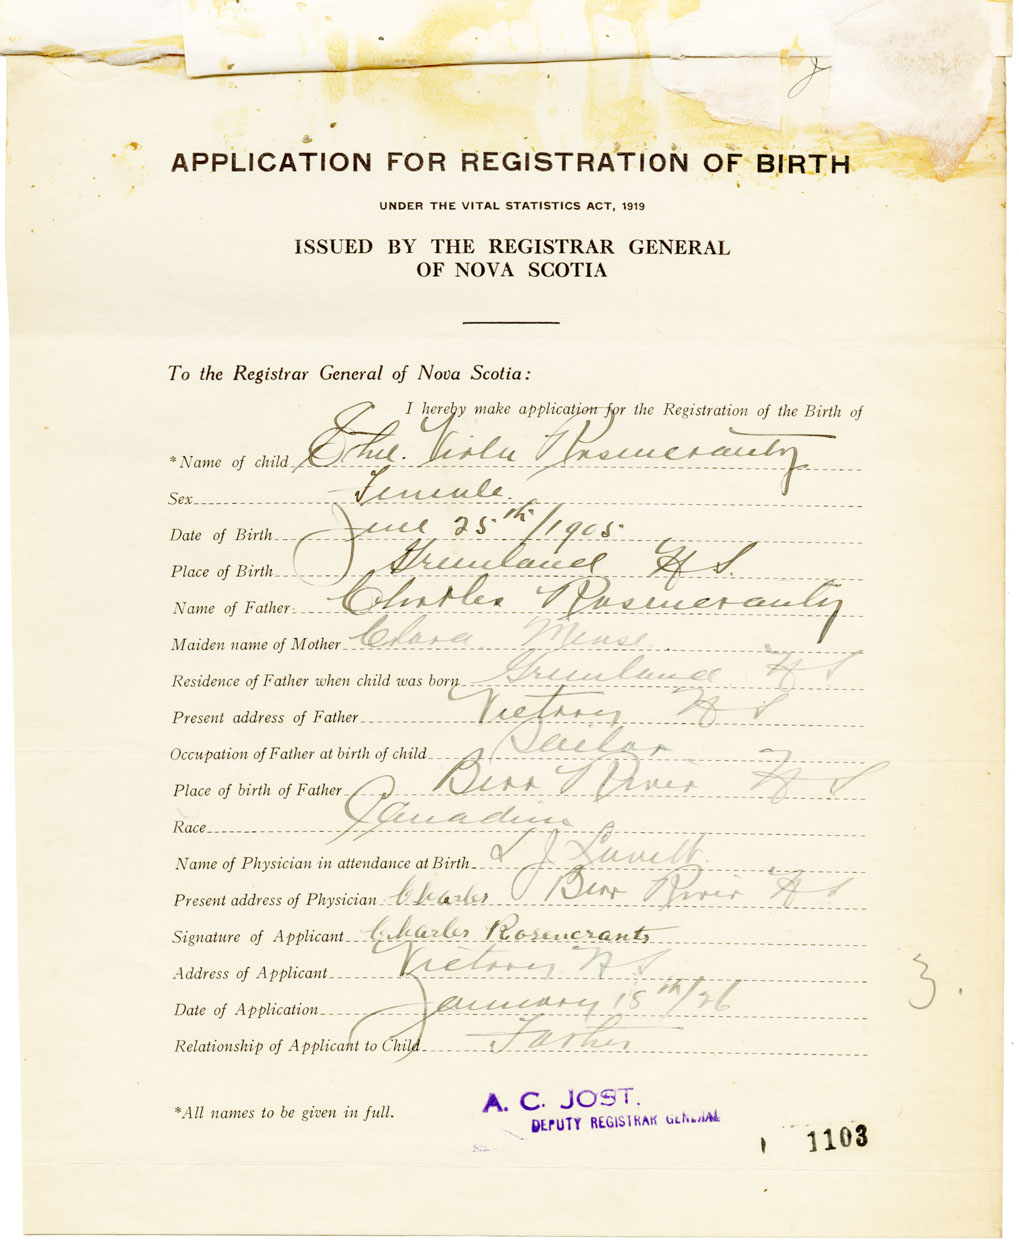 APPLICATION FOR REGISTRATION OF BIRTH
UNDER THE VITAL STATISTICS ACT, 1919
ISSUED BY THE REGISTRAR GENERAL
OF NOVA SCOTIA
To the Registrar General of Nova Scotia:
I hereby make application for the Registration of the Birth of
*Name of child Viola Rosencrantz
Sex Female.
Date of Birth June 25th/1905
Place of Birth Greenland N S.
Name of Father Charles Rosencrantz
Maiden name of Mother Clara
Residence of Father when child was born Greenland N S
Present address of Father Victory N S
Occupation of Father at birth of child Sailor
Place of birth of Father Bear River N S
Race Canadian
Name of Physician in attendance at Birth L J Lovett
Present address of Physician Charles Bear River N S
Signature of Applicant Charles Rosencrants
Address of Applicant Victory N S
Date of Application January 18th/26
Relationship of Applicant to Child Father
3.
*All names to be given in full.
A. C. JOST.
DEPUTY REGISTRAR GENERAL
1103